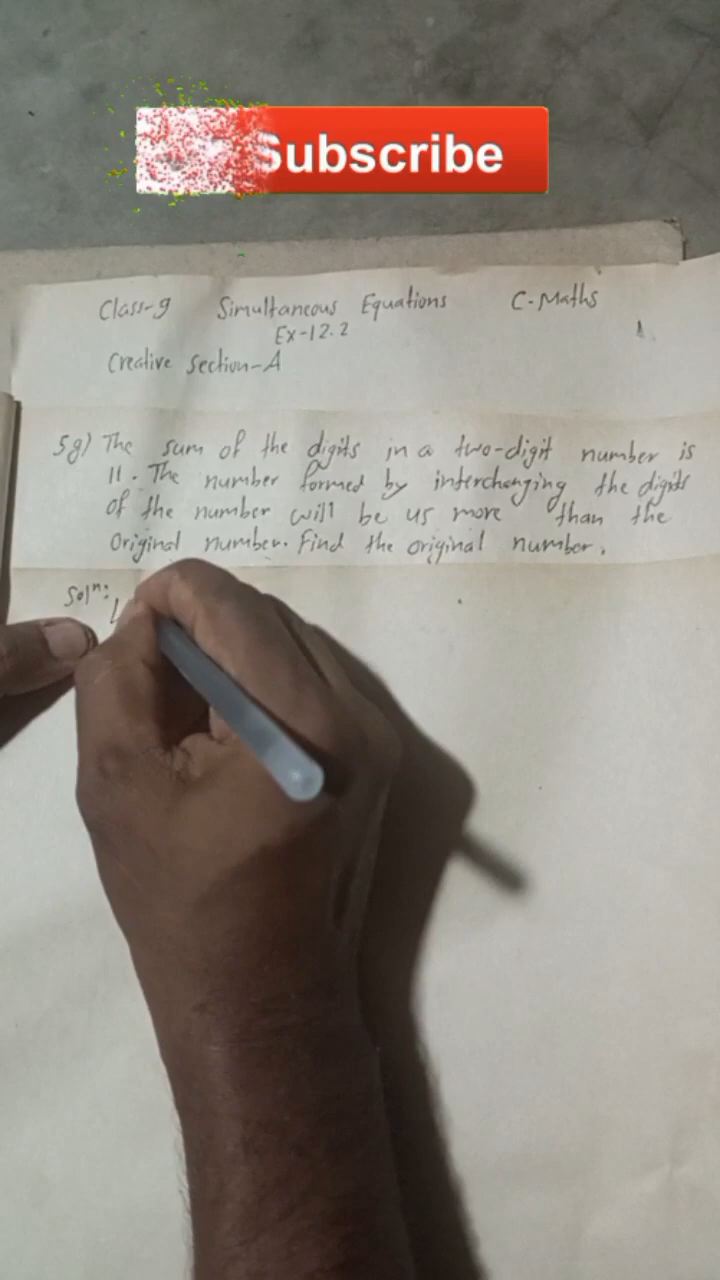 Subscribe
Class-9 Simultaneous Equations C-Maths
Ex-12.2
Creative section-A
5g) The sum of the digits in a two-digit number is
11. The number formed by interchanging the digits
of the number will be us more than the
original number. Find the original number.
Solⁿ: